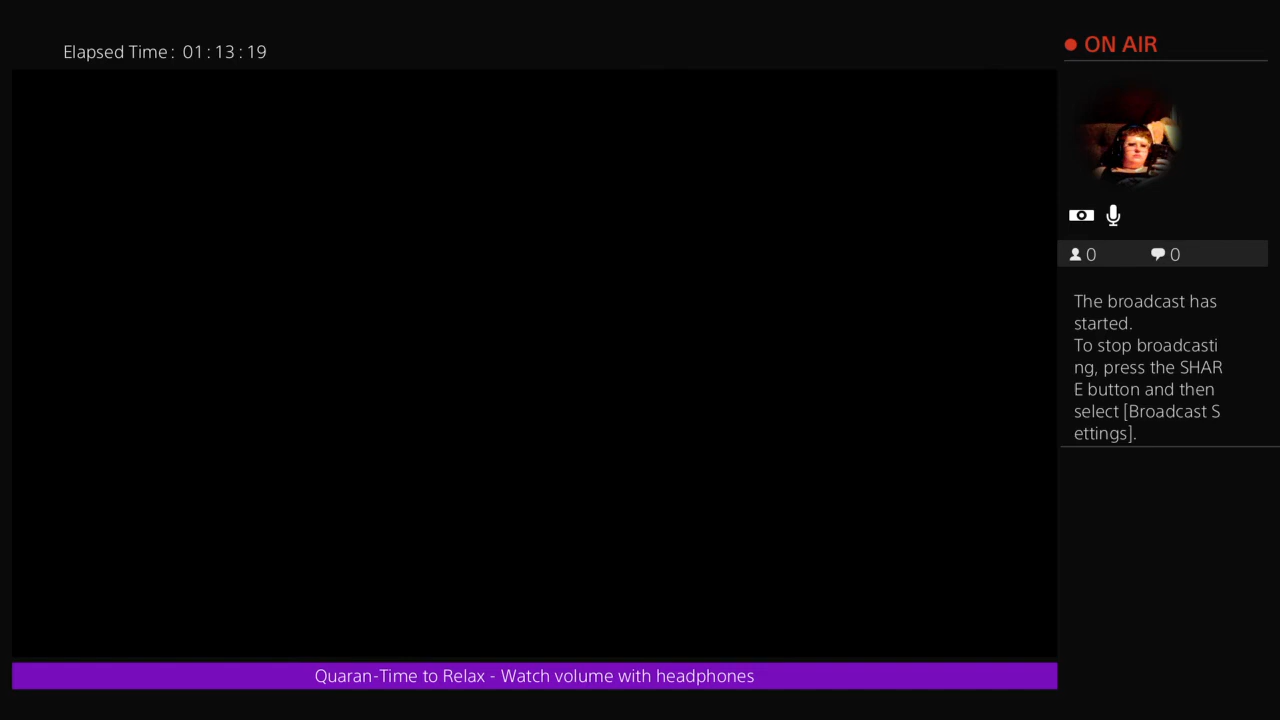 Elapsed Time: 01:13:19
ON AIR
0 0
The broadcast has
started.
To stop broadcasti
ng, press the SHAR
E button and then
select [Broadcast S
ettings].
Quaran-Time to Relax - Watch volume with headphones